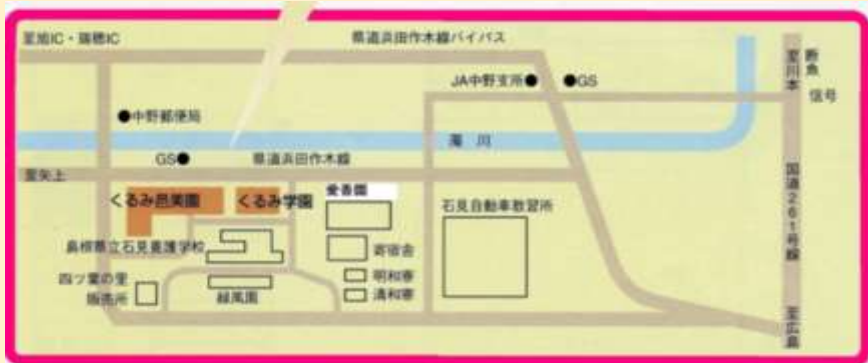 至旭IC・瑞穂IC
県道浜田作木線バイパス
至川本
断魚
信号
JA中野支所●
●GS
●中野郵便局
濁川
GS●
県道浜田作木線
至矢上
くるみ邑美園
くるみ学園
愛香園
石見自動車教習所
国道261号線
島根県立石見養護学校
寄宿舎
四ツ葉の里
販売所
緑風園
明和寮
清和寮
至広島